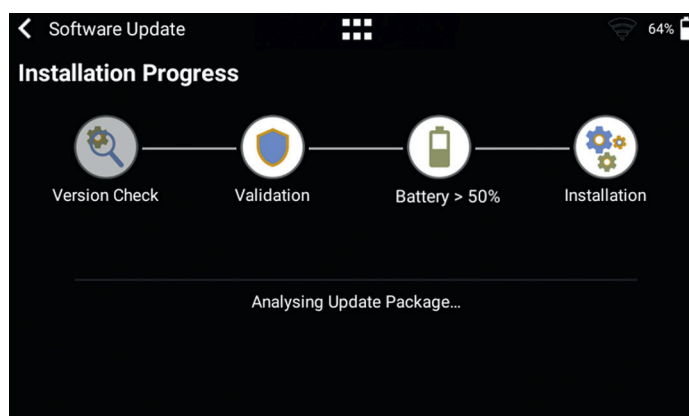 Software Update
64%
Installation Progress
Version Check
Validation
Battery > 50%
Installation
Analysing Update Package...